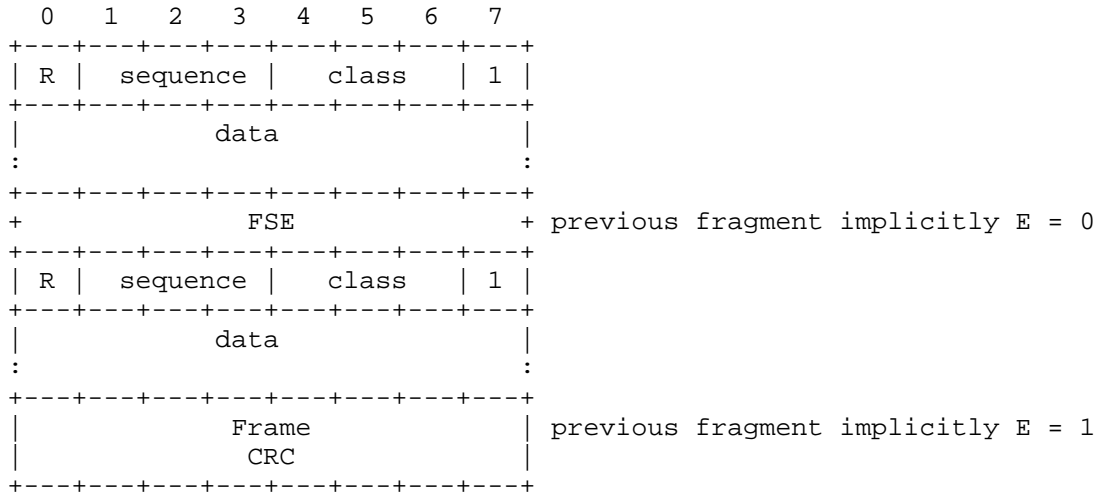 0   1   2   3   4   5   6   7
+---+---+---+---+---+---+---+---+
| R |  sequence |   class   | 1 |
+---+---+---+---+---+---+---+---+
|            data               |
:                               :
+---+---+---+---+---+---+---+---+
+              FSE              + previous fragment implicitly E = 0
+---+---+---+---+---+---+---+---+
| R |  sequence |   class   | 1 |
+---+---+---+---+---+---+---+---+
|            data               |
:                               :
+---+---+---+---+---+---+---+---+
|             Frame             | previous fragment implicitly E = 1
|              CRC              |
+---+---+---+---+---+---+---+---+